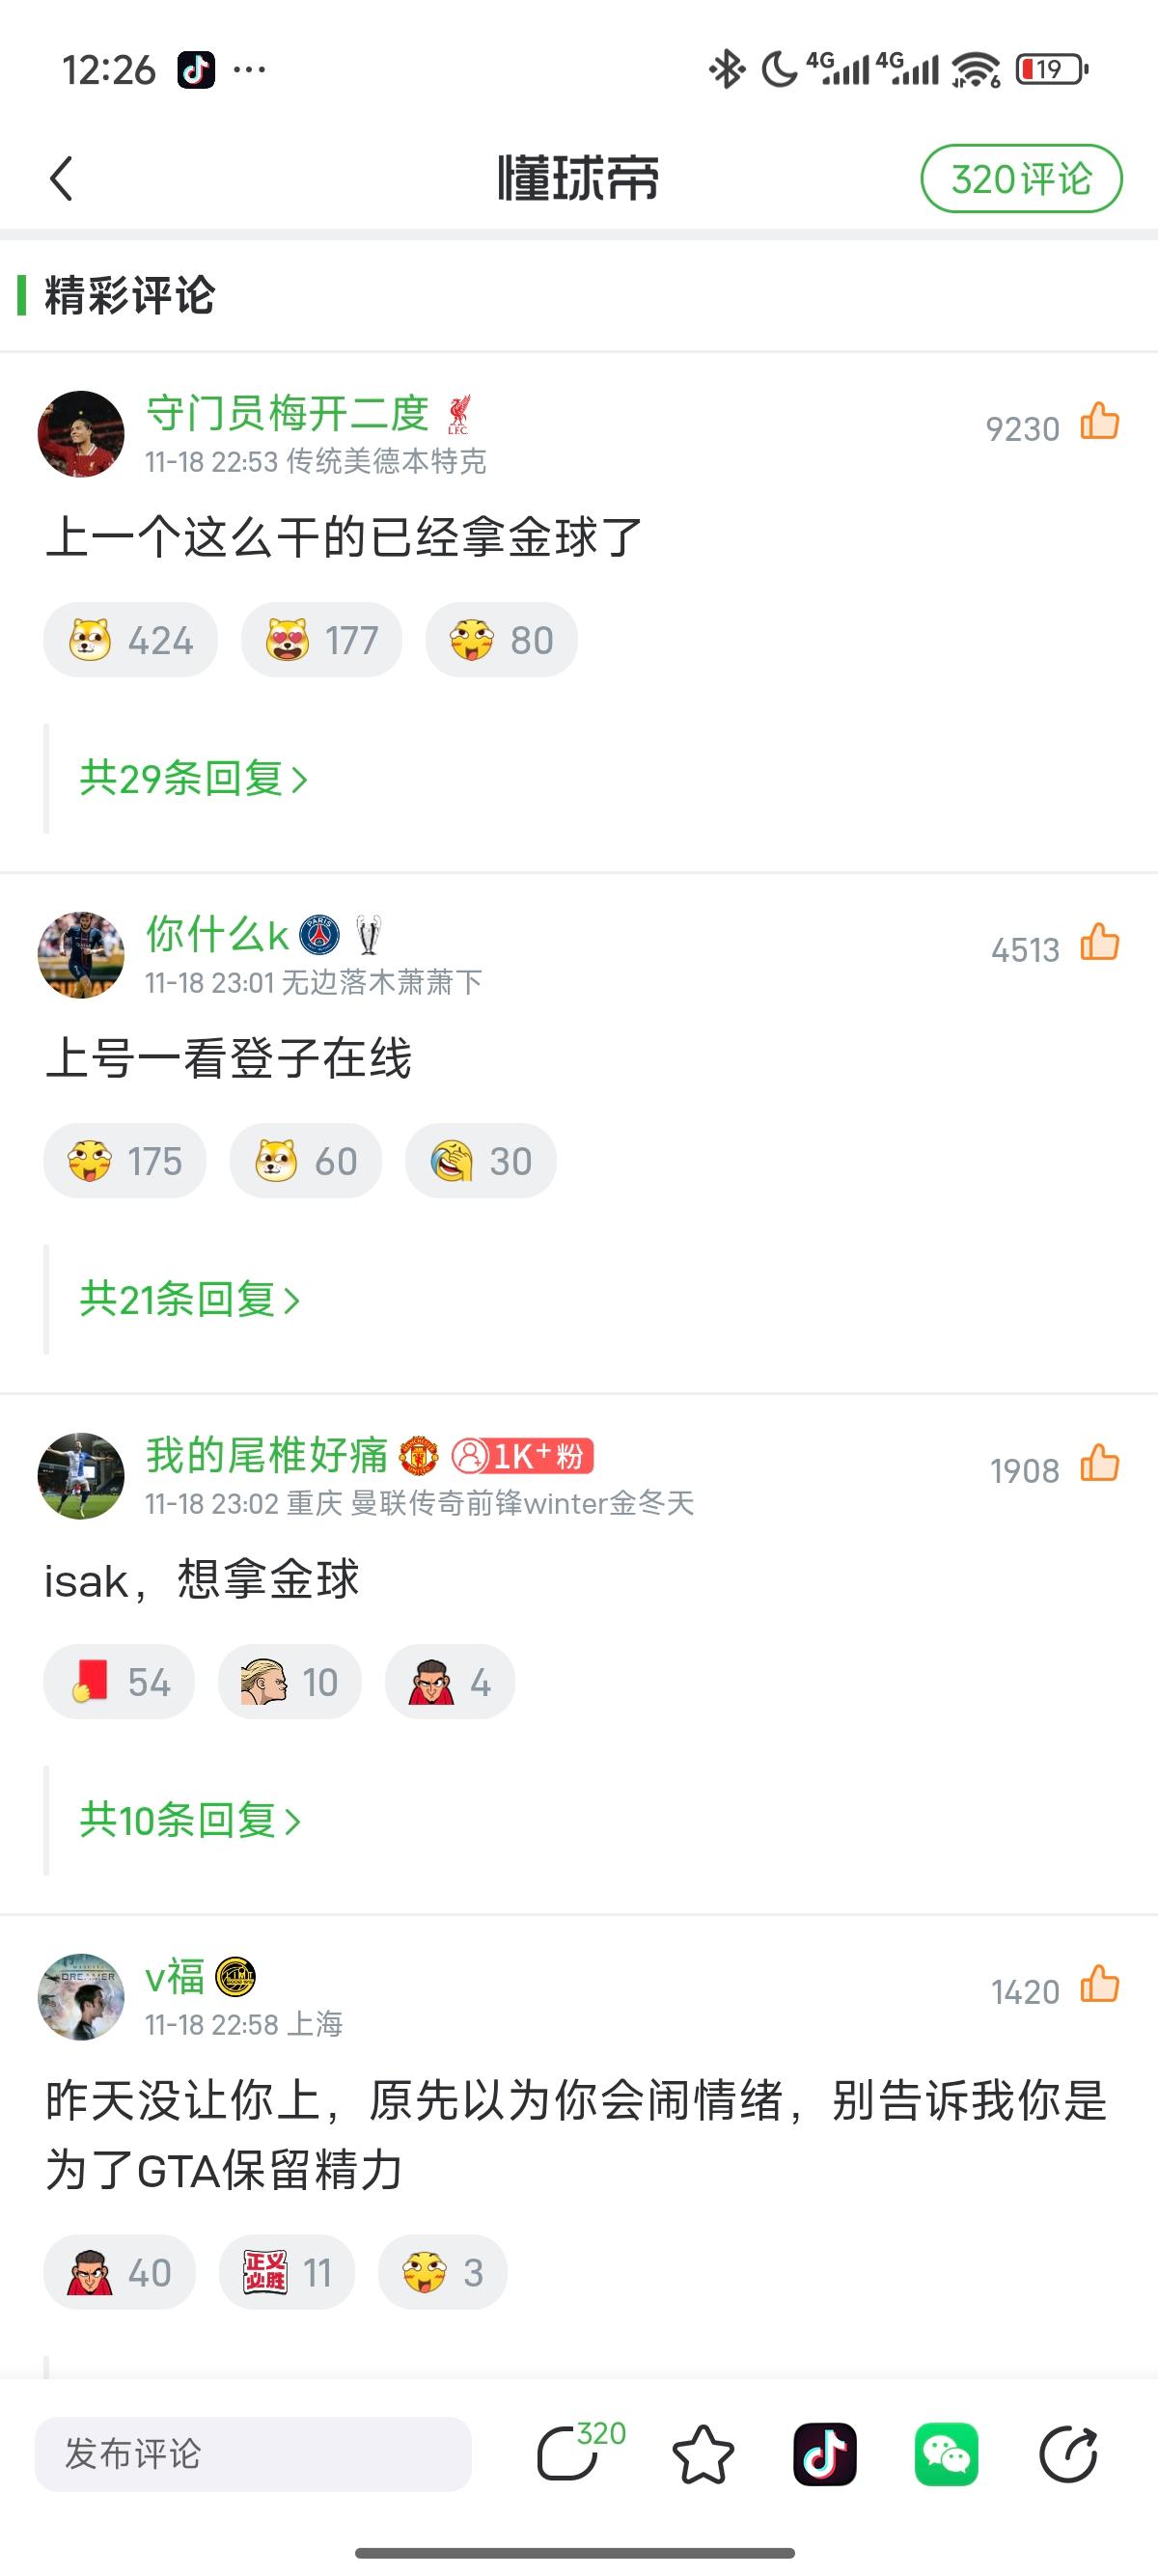 12:26
4G 4G 6 19
懂球帝
320评论
精彩评论
守门员梅开二度
L.F.C.
9230
11-18 22:53 传统美德本特克
上一个这么干的已经拿金球了
424 177 80
共29条回复
你什么k
PARIS
4513
11-18 23:01 无边落木萧萧下
上号一看登子在线
175 60 30
共21条回复
我的尾椎好痛
1K+粉
1908
11-18 23:02 重庆 曼联传奇前锋winter金冬天
isak，想拿金球
54 10 4
共10条回复
v福
DREAMER
1420
11-18 22:58 上海
昨天没让你上，原先以为你会闹情绪，别告诉我你是
为了GTA保留精力
40 正义必胜 11 3
发布评论
320